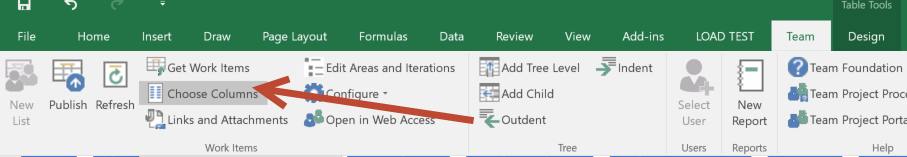 Table Tools
File Home Insert Draw Page Layout Formulas Data Review View Add-ins LOAD TEST Team Design
Get Work Items Edit Areas and Iterations Add Tree Level Indent Team Foundation
Choose Columns Configure Add Child Team Project
New List Publish Refresh Select User New Report
Links and Attachments Open in Web Access Outdent Team Project
Work Items Tree Users Reports Help